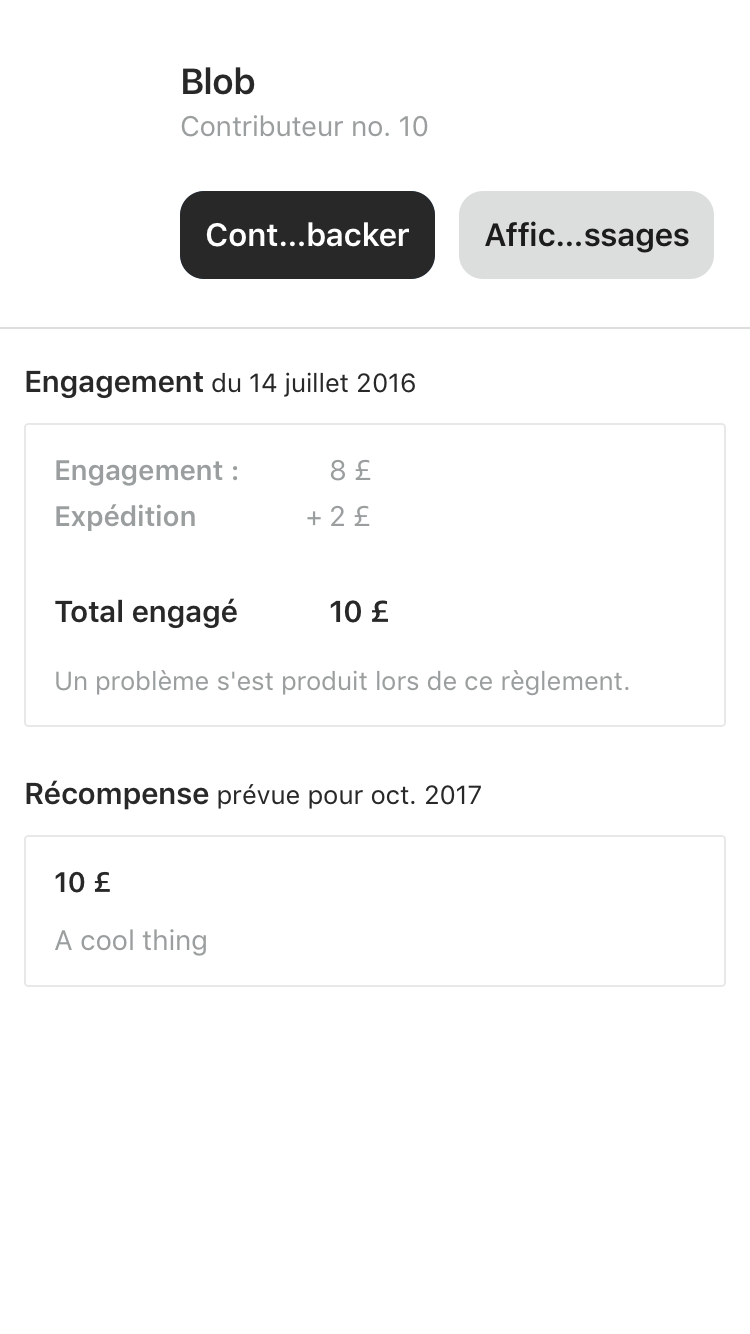 Blob
Contributeur no. 10
Cont...backer
Affic...ssages
Engagement du 14 juillet 2016
Engagement : 8 £
Expédition + 2 £
Total engagé 10 £
Un problème s'est produit lors de ce règlement.
Récompense prévue pour oct. 2017
10 £
A cool thing